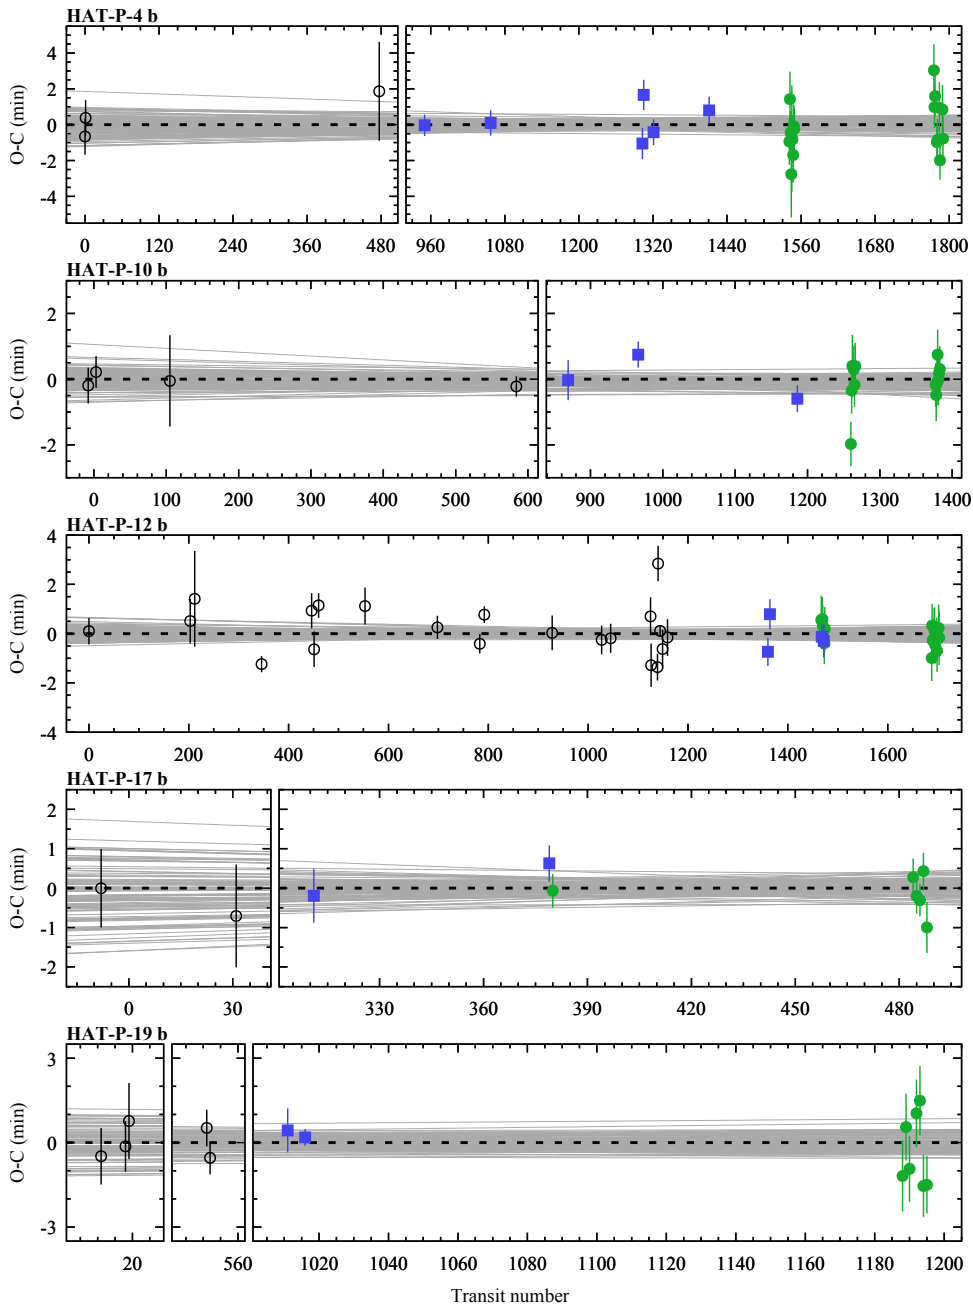 HAT-P-4 b
O-C (min)
4
2
0
-2
-4
0 120 240 360 480 960 1080 1200 1320 1440 1560 1680 1800
HAT-P-10 b
O-C (min)
2
0
-2
0 100 200 300 400 500 600 900 1000 1100 1200 1300 1400
HAT-P-12 b
O-C (min)
4
2
0
-2
-4
0 200 400 600 800 1000 1200 1400 1600
HAT-P-17 b
O-C (min)
2
1
0
-1
-2
0 30 330 360 390 420 450 480
HAT-P-19 b
O-C (min)
3
0
-3
20 560 1020 1040 1060 1080 1100 1120 1140 1160 1180 1200
Transit number